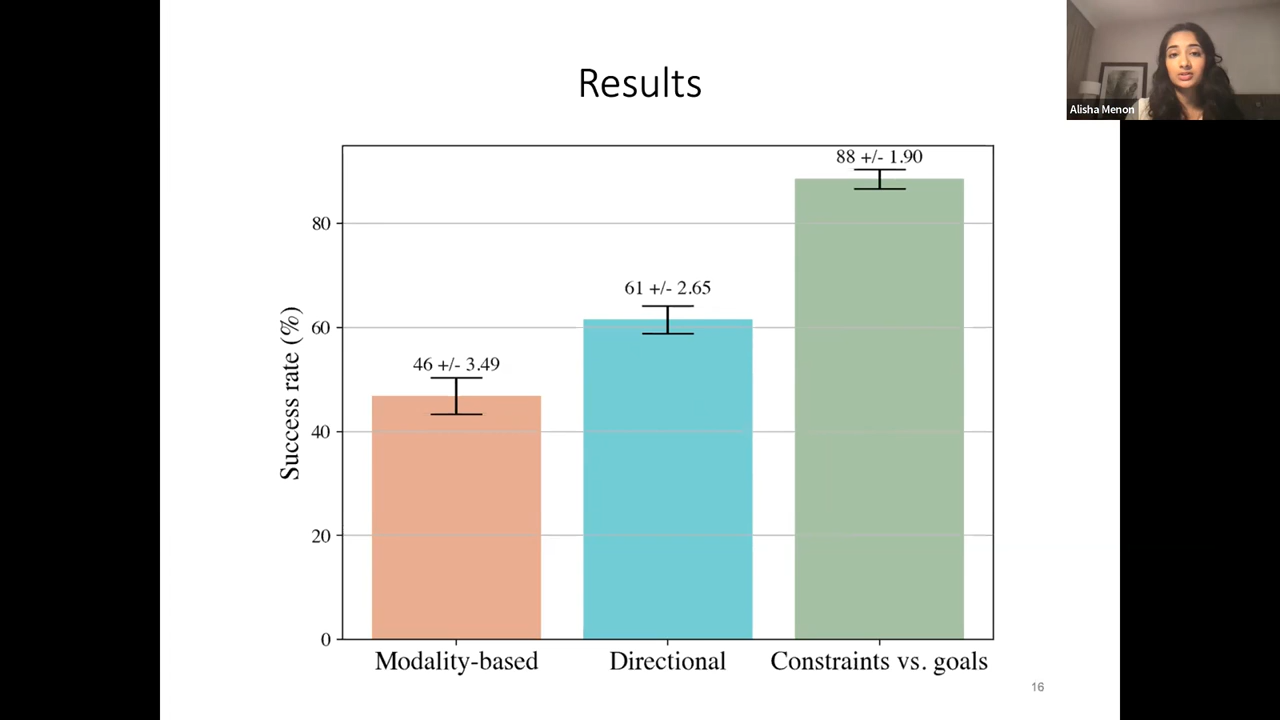 Results
Alisha Menon
88 +/- 1.90
80
61 +/- 2.65
60
46 +/- 3.49
40
20
0
Success rate (%)
Modality-based
Directional
Constraints vs. goals
16